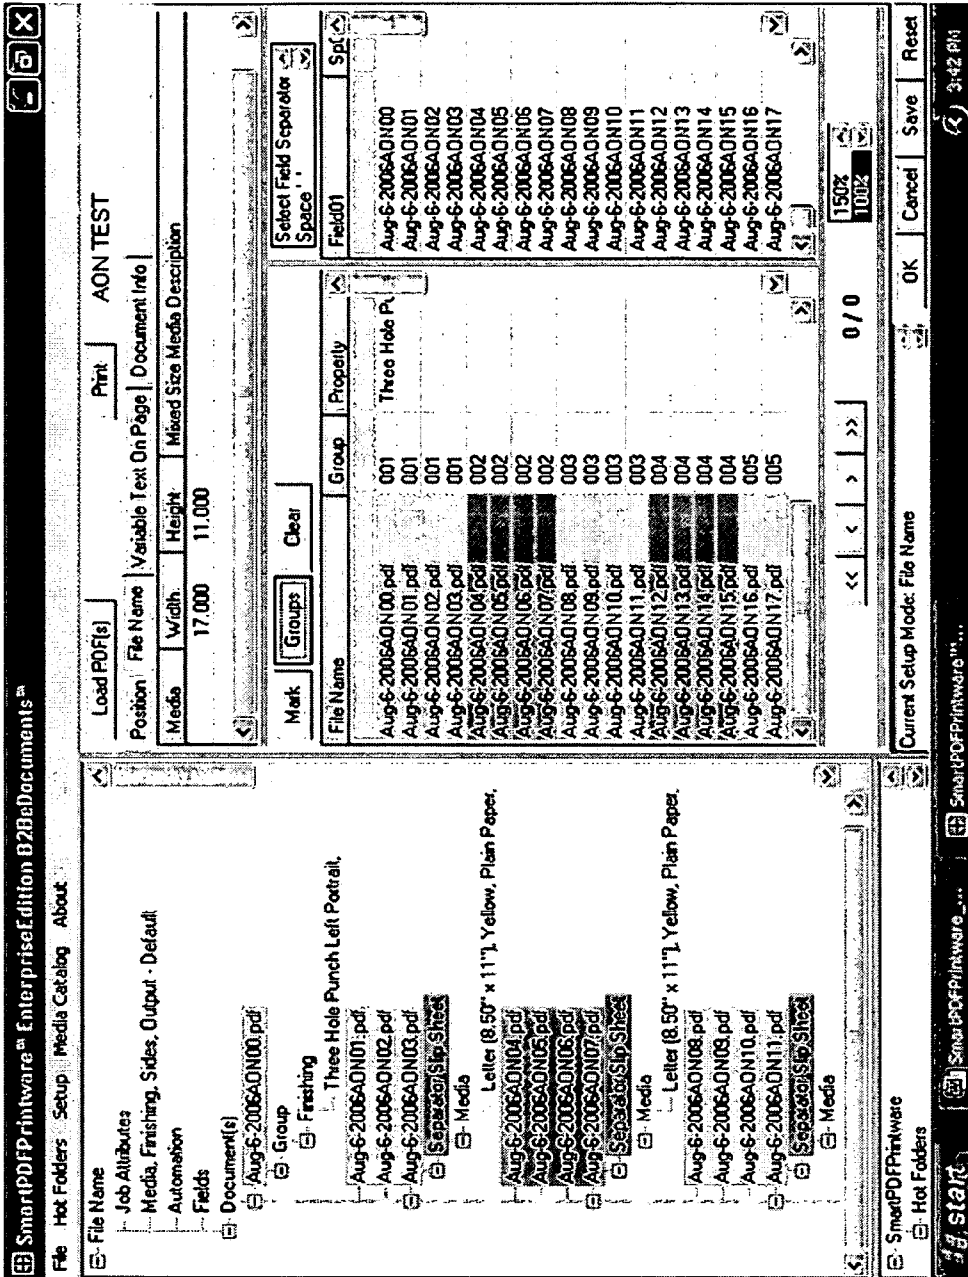 SmartPDFPrintware™ EnterpriseEdition B2BeDocuments™
File Hot Folders Setup Media Catalog About
File Name
Job Attributes
Media, Finishing, Sides, Output - Default
Automation
Fields
Document(s)
Aug-6-2006AON00.pdf
Group
Finishing
Three Hole Punch Left Portrait,
Aug-6-2006AON01.pdf
Aug-6-2006AON02.pdf
Aug-6-2006AON03.pdf
Separator/Slip Sheet
Media
Letter (8.50" x 11"), Yellow, Plain Paper,
Aug-6-2006AON04.pdf
Aug-6-2006AON05.pdf
Aug-6-2006AON06.pdf
Aug-6-2006AON07.pdf
Separator/Slip Sheet
Media
Letter (8.50" x 11"), Yellow, Plain Paper,
Aug-6-2006AON08.pdf
Aug-6-2006AON09.pdf
Aug-6-2006AON10.pdf
Aug-6-2006AON11.pdf
Separator/Slip Sheet
Media
SmartPDFPrintware
Hot Folders
Load PDF(s) Print AON TEST
Position File Name Variable Text On Page Document Info
Media Width Height Mixed Size Media Description
17.000 11.000
Mark Groups Clear
File Name Group Property
Aug-6-2006AON00.pdf 001 Three Hole Pu
Aug-6-2006AON01.pdf 001
Aug-6-2006AON02.pdf 001
Aug-6-2006AON03.pdf 001
Aug-6-2006AON04.pdf 002
Aug-6-2006AON05.pdf 002
Aug-6-2006AON06.pdf 002
Aug-6-2006AON07.pdf 002
Aug-6-2006AON08.pdf 003
Aug-6-2006AON09.pdf 003
Aug-6-2006AON10.pdf 003
Aug-6-2006AON11.pdf 003
Aug-6-2006AON12.pdf 004
Aug-6-2006AON13.pdf 004
Aug-6-2006AON14.pdf 004
Aug-6-2006AON15.pdf 004
Aug-6-2006AON16.pdf 005
Aug-6-2006AON17.pdf 005
Select Field Separator
Space ' '
Field01 Sp(
Aug-6-2006AON00
Aug-6-2006AON01
Aug-6-2006AON02
Aug-6-2006AON03
Aug-6-2006AON04
Aug-6-2006AON05
Aug-6-2006AON06
Aug-6-2006AON07
Aug-6-2006AON08
Aug-6-2006AON09
Aug-6-2006AON10
Aug-6-2006AON11
Aug-6-2006AON12
Aug-6-2006AON13
Aug-6-2006AON14
Aug-6-2006AON15
Aug-6-2006AON16
Aug-6-2006AON17
<< < > >> 0 / 0 150%
100%
Current Setup Mode: File Name OK Cancel Save Reset
start SmartPDFPrintware_... SmartPDFPrintware™... 3:42 PM